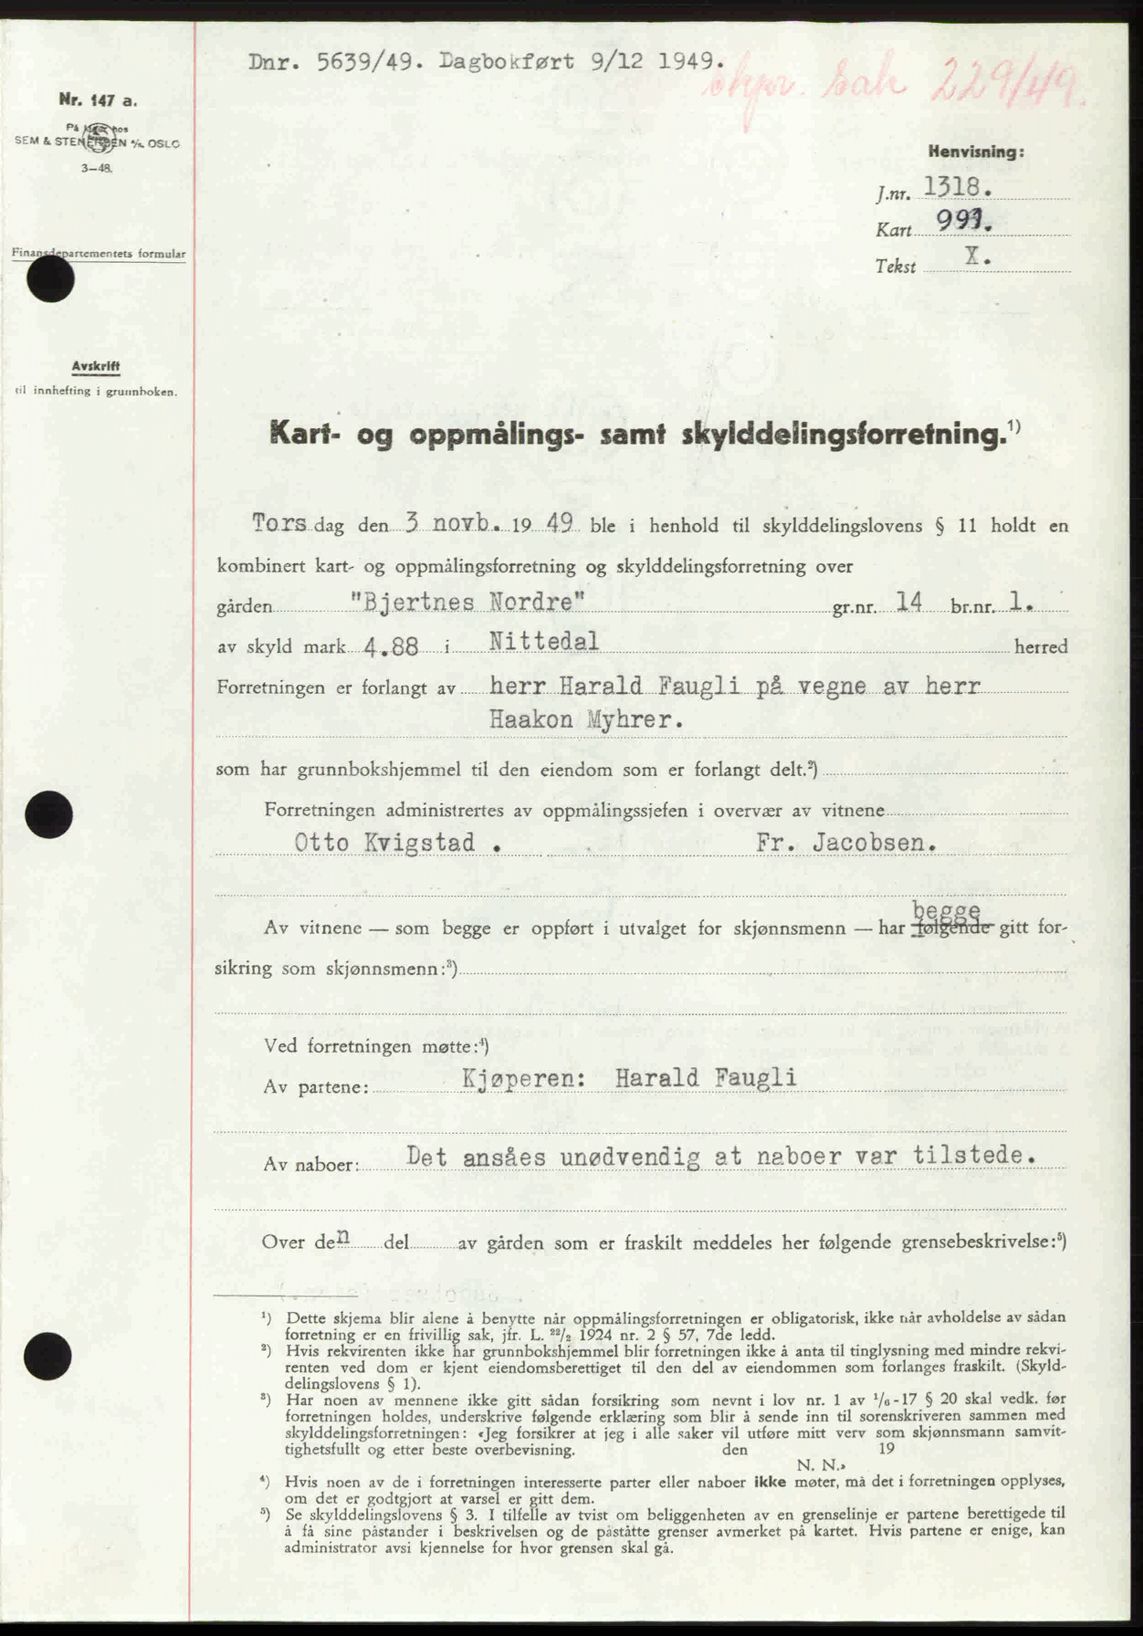 Dnr. 5639/49. Dagbokført 9/12 1949.
ekspr. sak 229/49.
Nr. 147 a.
På lager hos
SEM & STENERSEN A/S. OSLO
3-48.
Finansdepartementets formular
Avskrift
til innhefting i grunnboken.
Henvisning:
J.nr. 1318.
Kart 991.
Tekst X.
Kart- og oppmålings- samt skylddelingsforretning.¹)
Torsdag den 3 novb. 1949 ble i henhold til skylddelingslovens § 11 holdt en
kombinert kart- og oppmålingsforretning og skylddelingsforretning over
gården "Bjertnes Nordre" gr.nr. 14 br.nr. 1.
av skyld mark 4.88 i Nittedal herred
Forretningen er forlangt av herr Harald Faugli på vegne av herr
Haakon Myhrer.
som har grunnbokshjemmel til den eiendom som er forlangt delt.²)
Forretningen administrertes av oppmålingssjefen i overvær av vitnene
Otto Kvigstad . Fr. Jacobsen.
begge
Av vitnene — som begge er oppført i utvalget for skjønnsmenn — har følgende gitt for-
sikring som skjønnsmenn:³)
Ved forretningen møtte:⁴)
Av partene: Kjøperen: Harald Faugli
Av naboer: Det ansåes unødvendig at naboer var tilstede.
Over den del av gården som er fraskilt meddeles her følgende grensebeskrivelse:⁵)
¹) Dette skjema blir alene å benytte når oppmålingsforretningen er obligatorisk, ikke når avholdelse av sådan
forretning er en frivillig sak, jfr. L. ²²/₂ 1924 nr. 2 § 57, 7de ledd.
²) Hvis rekvirenten ikke har grunnbokshjemmel blir forretningen ikke å anta til tinglysning med mindre rekvi-
renten ved dom er kjent eiendomsberettiget til den del av eiendommen som forlanges fraskilt. (Skyld-
delingslovens § 1).
³) Har noen av mennene ikke gitt sådan forsikring som nevnt i lov nr. 1 av ¹/₆-17 § 20 skal vedk. før
forretningen holdes, underskrive følgende erklæring som blir å sende inn til sorenskriveren sammen med
skylddelingsforretningen: «Jeg forsikrer at jeg i alle saker vil utføre mitt verv som skjønnsmann samvit-
tighetsfullt og etter beste overbevisning. den 19
N. N.»
⁴) Hvis noen av de i forretningen interesserte parter eller naboer ikke møter, må det i forretningen opplyses,
om det er godtgjort at varsel er gitt dem.
⁵) Se skylddelingslovens § 3. I tilfelle av tvist om beliggenheten av en grenselinje er partene berettigede til
å få sine påstander i beskrivelsen og de påståtte grenser avmerket på kartet. Hvis partene er enige, kan
administrator avsi kjennelse for hvor grensen skal gå.